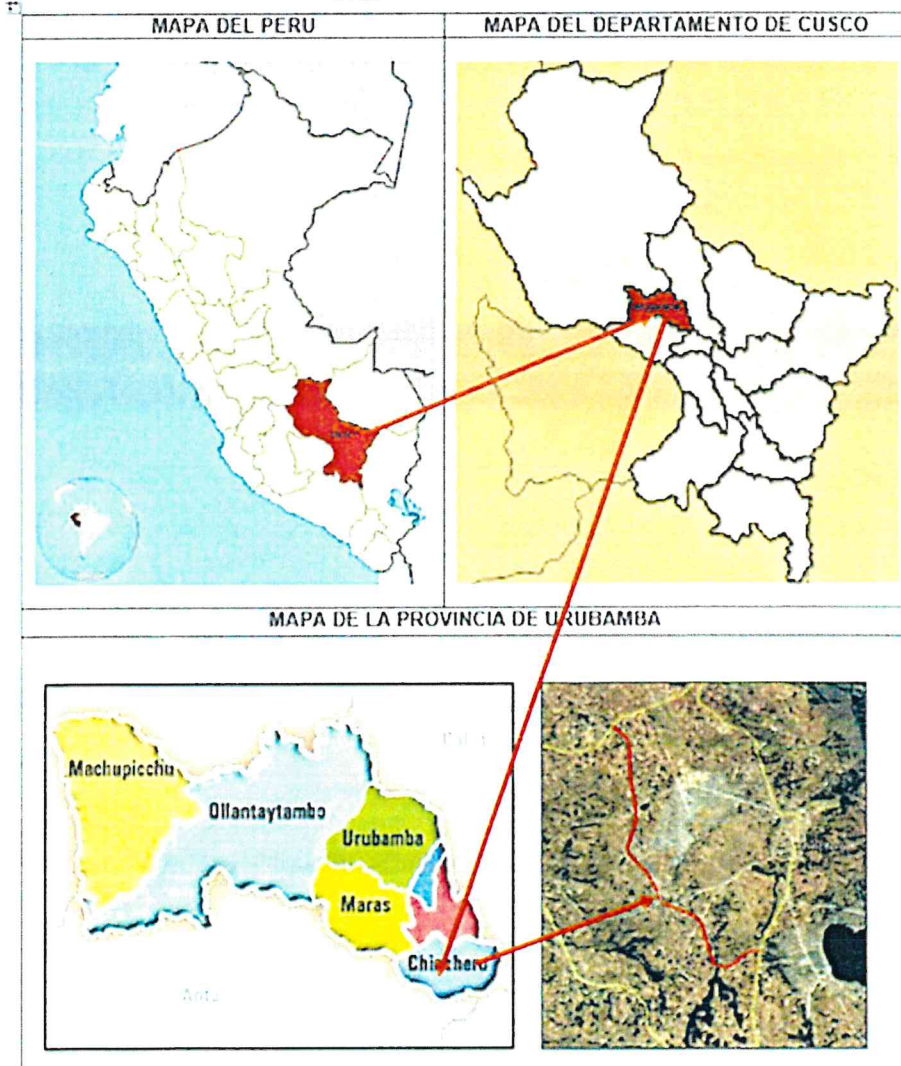 MAPA DEL PERU
MAPA DEL DEPARTAMENTO DE CUSCO
MAPA DE LA PROVINCIA DE URUBAMBA
Machupicchu
Ollantaytambo
Urubamba
Maras
Chinchero
Anta